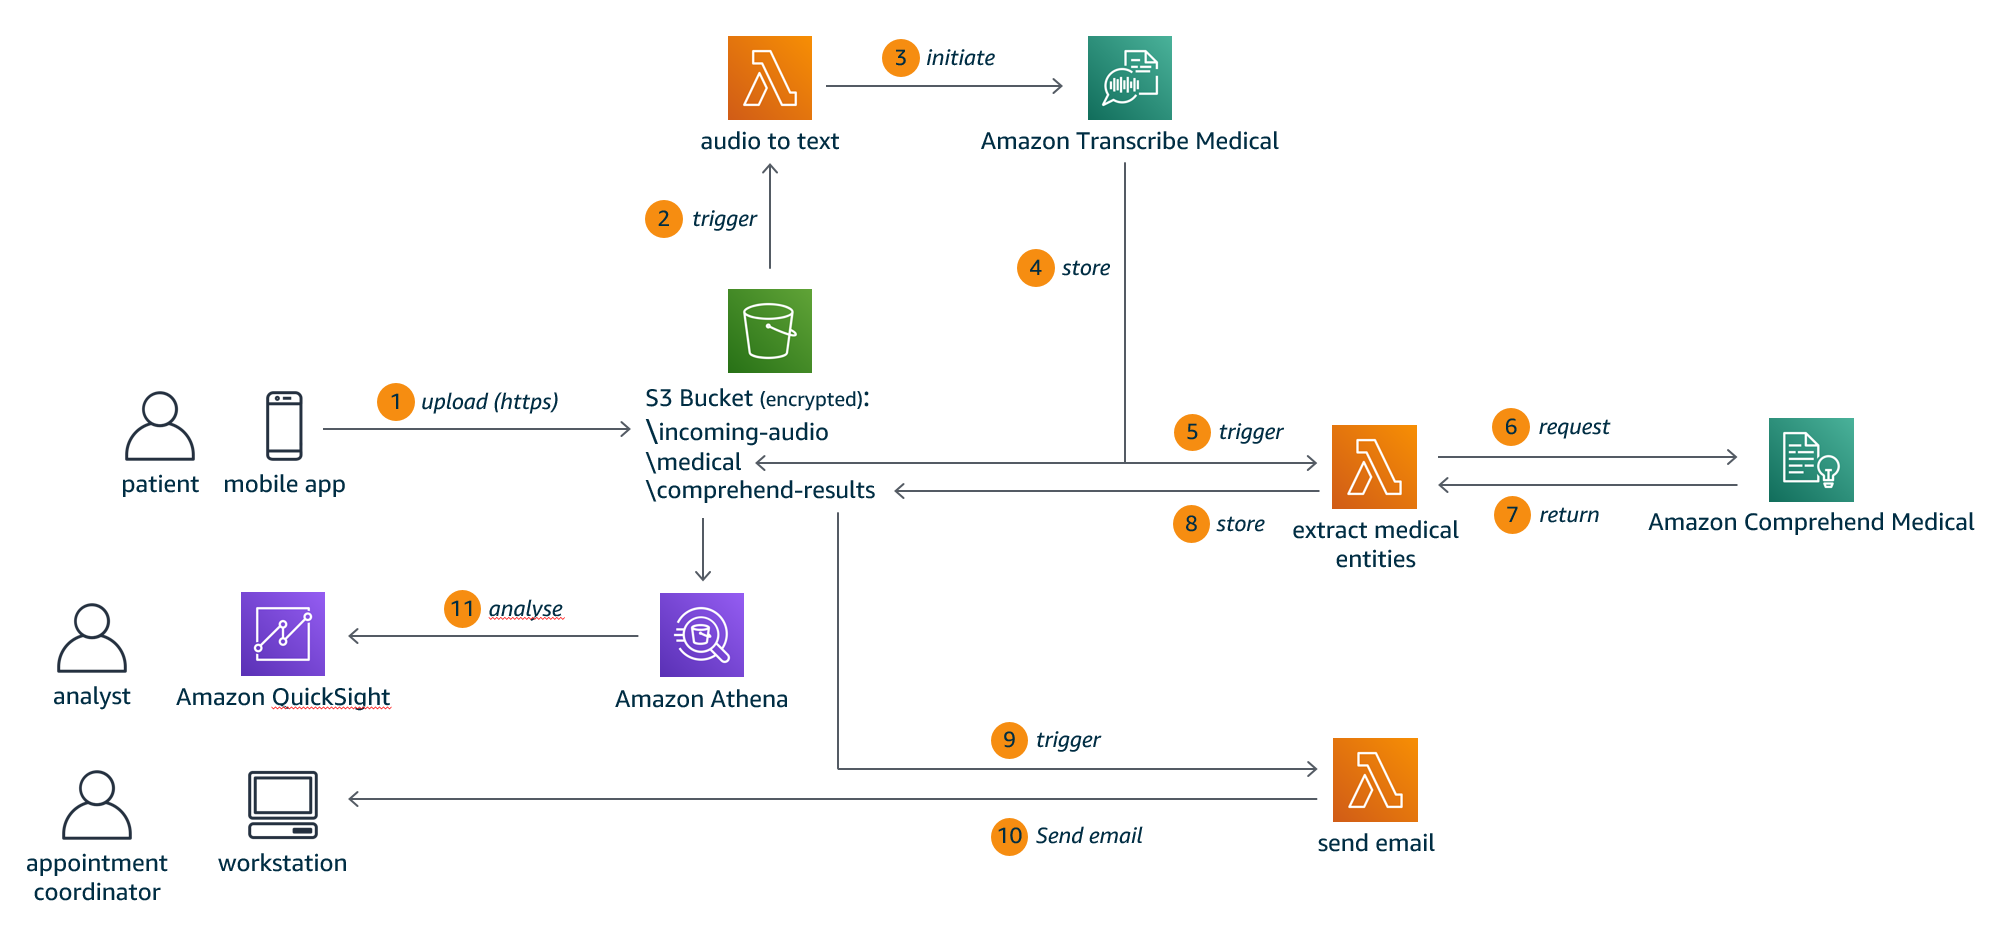 3 initiate
audio to text
Amazon Transcribe Medical
2 trigger
4 store
1 upload (https)
S3 Bucket (encrypted):
\incoming-audio
\medical
\comprehend-results
patient
mobile app
5 trigger
6 request
8 store
7 return
extract medical
entities
Amazon Comprehend Medical
11 analyse
analyst
Amazon QuickSight
Amazon Athena
9 trigger
10 Send email
send email
appointment
coordinator
workstation